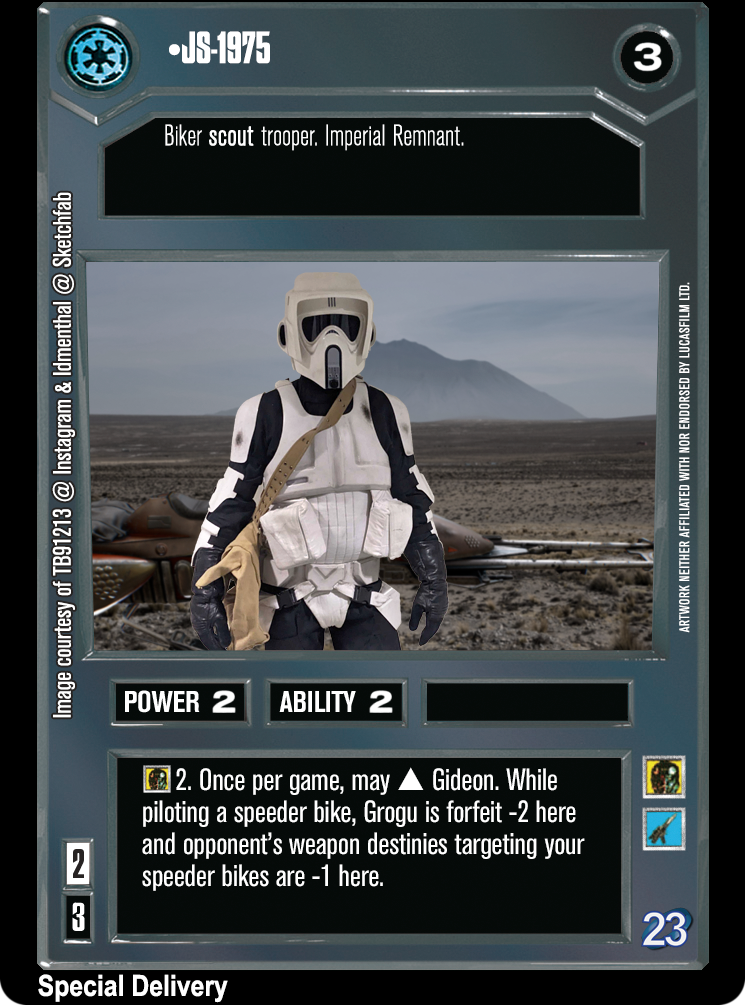 •JS-1975
3
Biker scout trooper. Imperial Remnant.
Image courtesy of TB91213 @ Instagram & Idmenthal @ Sketchfab
ARTWORK NEITHER AFFILIATED WITH NOR ENDORSED BY LUCASFILM LTD.
POWER 2
ABILITY 2
2. Once per game, may ▲ Gideon. While
piloting a speeder bike, Grogu is forfeit -2 here
and opponent’s weapon destinies targeting your
speeder bikes are -1 here.
2
3
23
Special Delivery